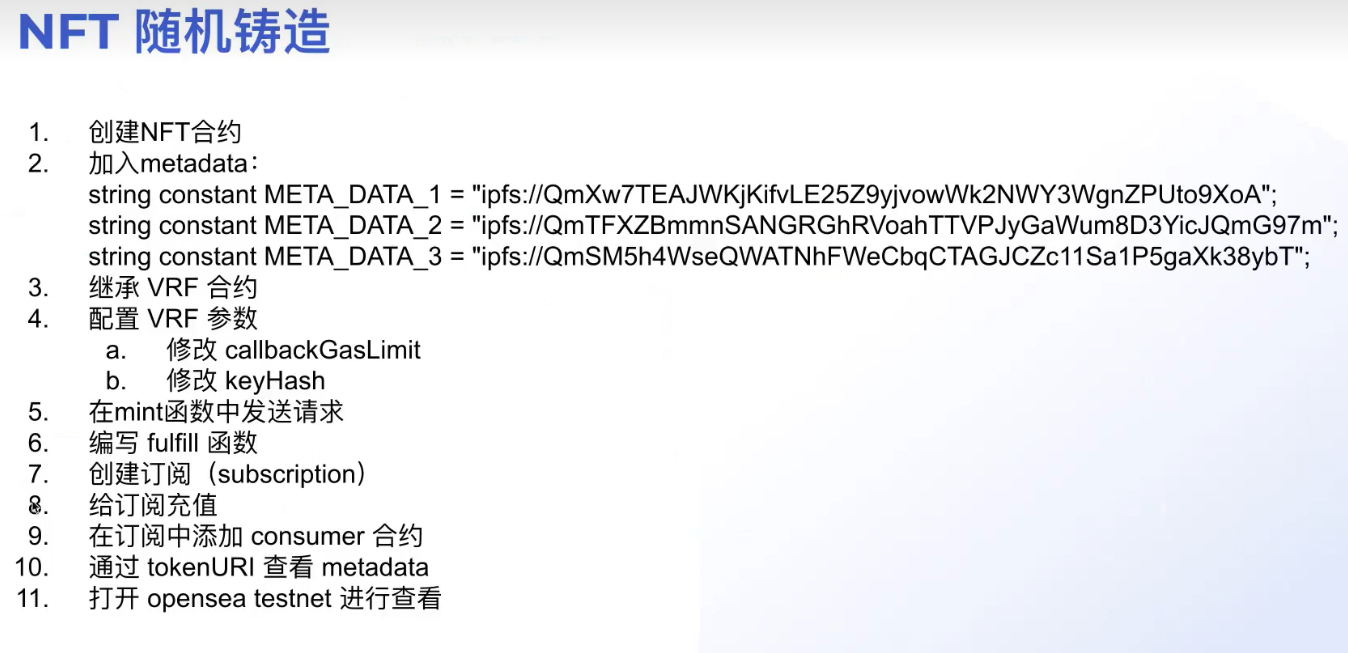 NFT 随机铸造
1. 创建NFT合约
2. 加入metadata：
string constant META_DATA_1 = "ipfs://QmXw7TEAJWKjKifvLE25Z9yjvowWk2NWY3WgnZPUto9XoA";
string constant META_DATA_2 = "ipfs://QmTFXZBmmnSANGRGhRVoahTTVPJyGaWum8D3YicJQmG97m";
string constant META_DATA_3 = "ipfs://QmSM5h4WseQWATNhFWeCbqCTAGJCZc11Sa1P5gaXk38ybT";
3. 继承 VRF 合约
4. 配置 VRF 参数
a. 修改 callbackGasLimit
b. 修改 keyHash
5. 在mint函数中发送请求
6. 编写 fulfill 函数
7. 创建订阅（subscription）
8. 给订阅充值
9. 在订阅中添加 consumer 合约
10. 通过 tokenURI 查看 metadata
11. 打开 opensea testnet 进行查看